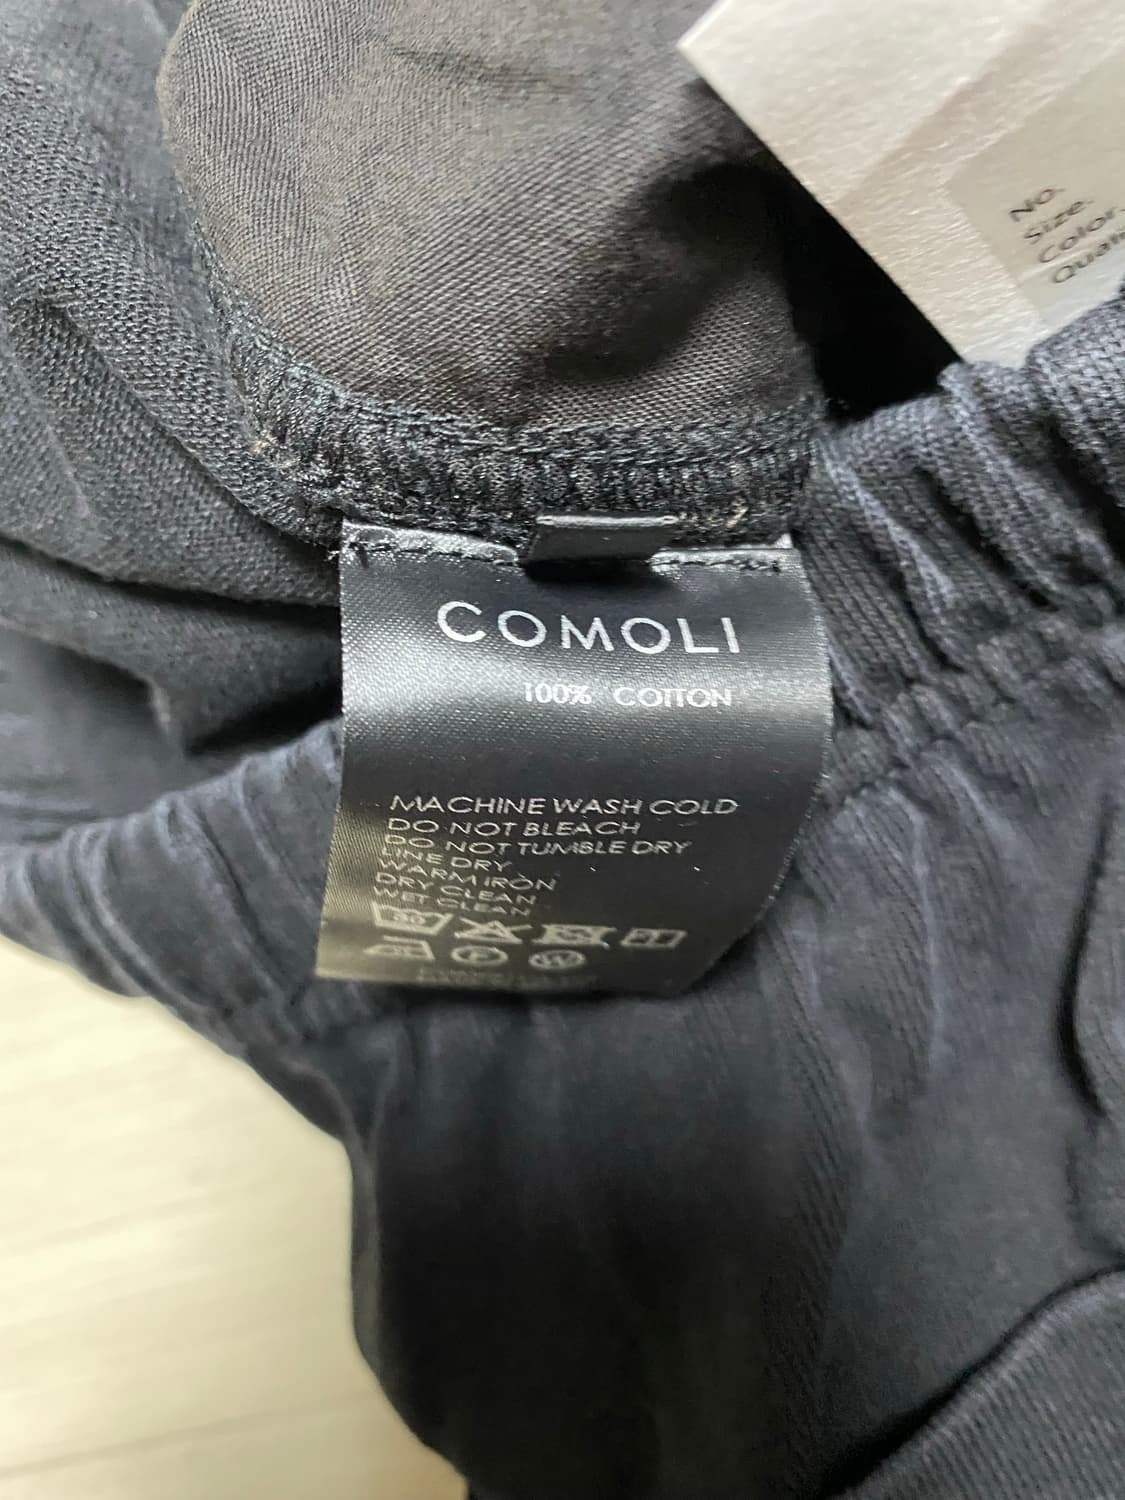 No.
Size.
Color.
COMOLI
100% COTTON
MACHINE WASH COLD
DO NOT BLEACH
DO NOT TUMBLE DRY
LINE DRY
WARM IRON
DRY CLEAN
WET CLEAN
F W